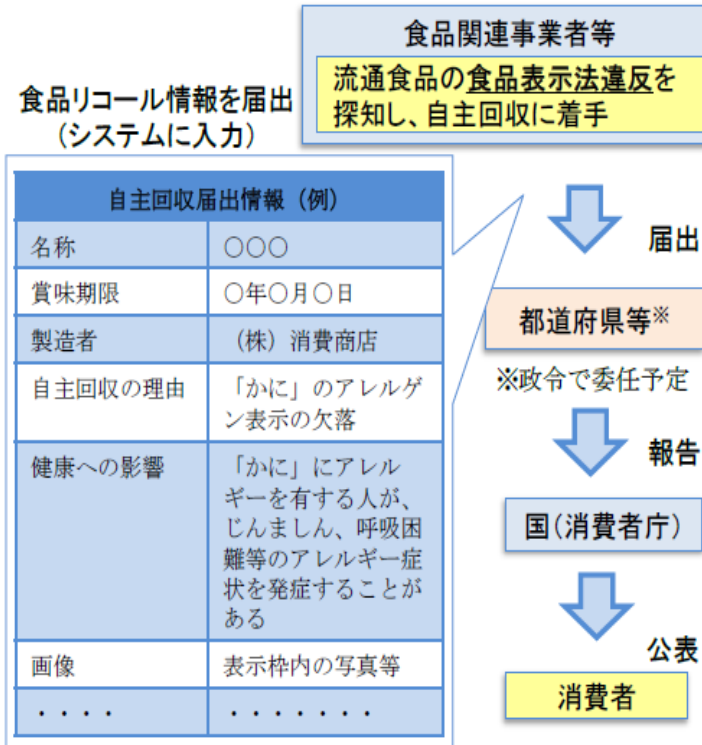 食品関連事業者等
流通食品の食品表示法違反を
探知し、自主回収に着手
食品リコール情報を届出
(システムに入力)
自主回収届出情報（例）
名称 〇〇〇
賞味期限 〇年〇月〇日
製造者 （株）消費商店
自主回収の理由 「かに」のアレルゲ
ン表示の欠落
健康への影響 「かに」にアレル
ギーを有する人が、
じんましん、呼吸困
難等のアレルギー症
状を発症することが
ある
画像 表示枠内の写真等
・・・・ ・・・・・・・
届出
都道府県等※
※政令で委任予定
報告
国(消費者庁)
公表
消費者